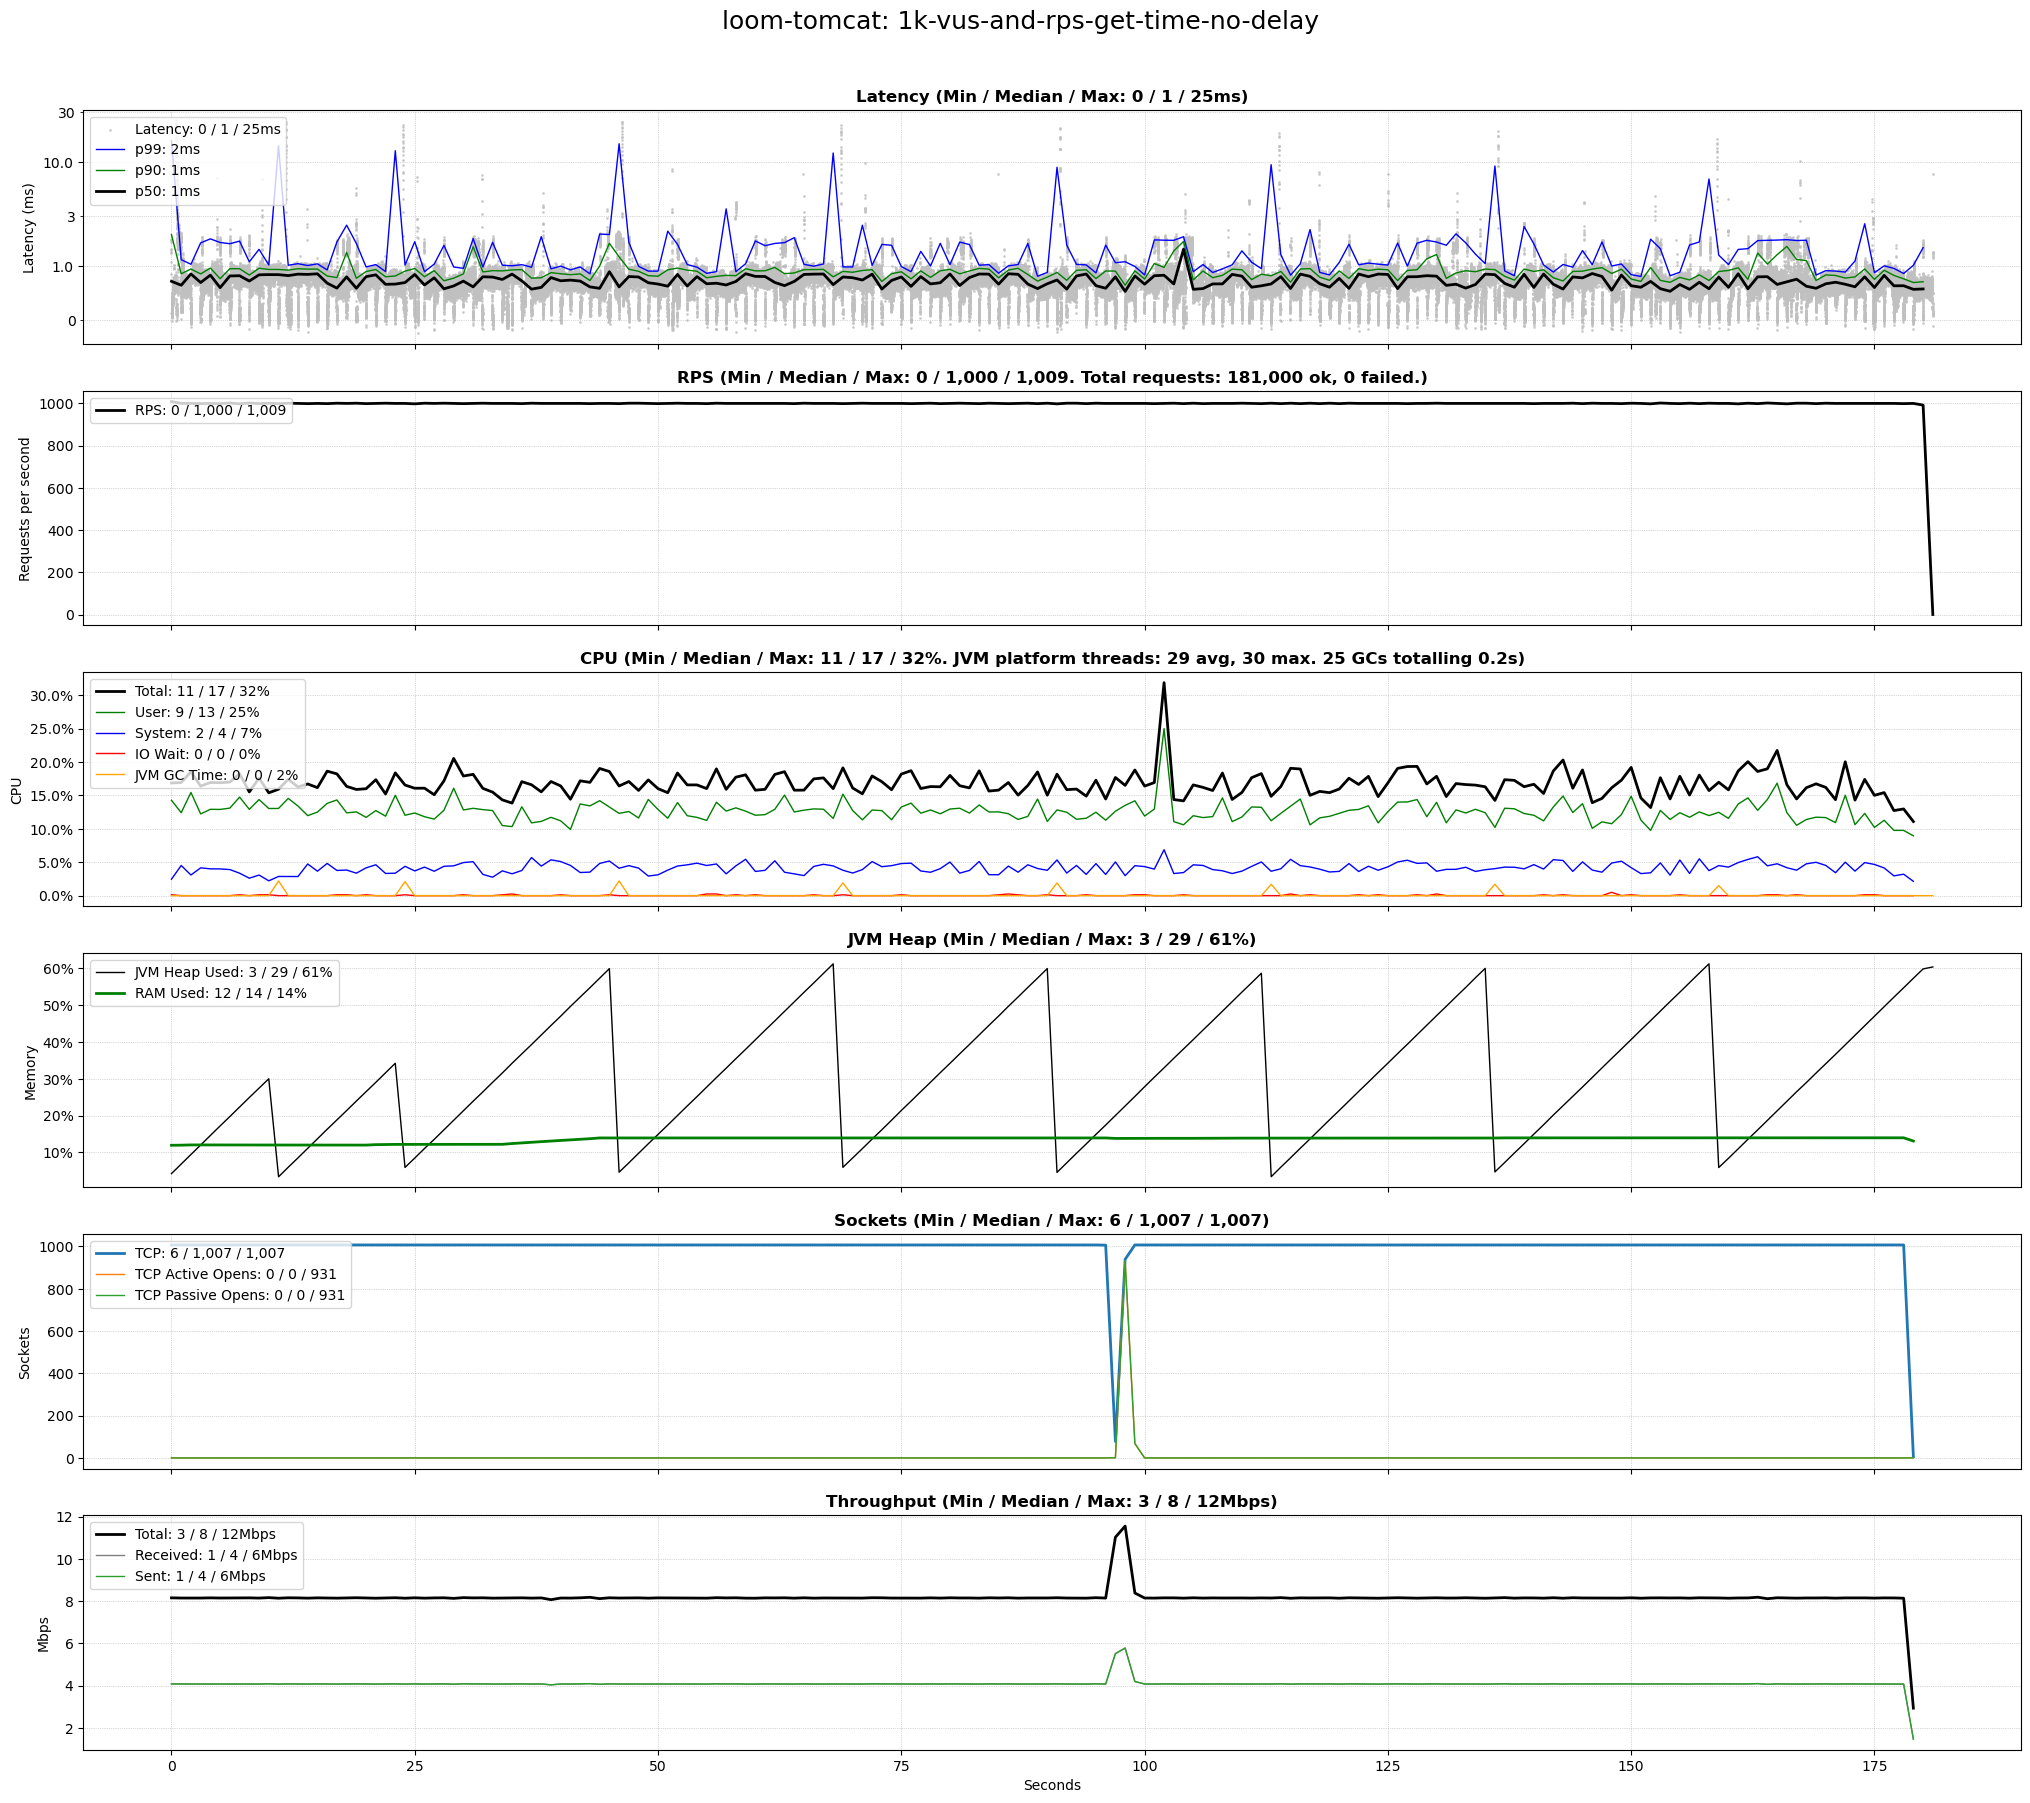 loom-tomcat: 1k-vus-and-rps-get-time-no-delay
Latency (Min / Median / Max: 0 / 1 / 25ms)
Latency (ms)
30
10.0
3
1.0
0
Latency: 0 / 1 / 25ms
p99: 2ms
p90: 1ms
p50: 1ms
RPS (Min / Median / Max: 0 / 1,000 / 1,009. Total requests: 181,000 ok, 0 failed.)
Requests per second
1000
800
600
400
200
0
RPS: 0 / 1,000 / 1,009
CPU (Min / Median / Max: 11 / 17 / 32%. JVM platform threads: 29 avg, 30 max. 25 GCs totalling 0.2s)
CPU
30.0%
25.0%
20.0%
15.0%
10.0%
5.0%
0.0%
Total: 11 / 17 / 32%
User: 9 / 13 / 25%
System: 2 / 4 / 7%
IO Wait: 0 / 0 / 0%
JVM GC Time: 0 / 0 / 2%
JVM Heap (Min / Median / Max: 3 / 29 / 61%)
Memory
60%
50%
40%
30%
20%
10%
JVM Heap Used: 3 / 29 / 61%
RAM Used: 12 / 14 / 14%
Sockets (Min / Median / Max: 6 / 1,007 / 1,007)
Sockets
1000
800
600
400
200
0
TCP: 6 / 1,007 / 1,007
TCP Active Opens: 0 / 0 / 931
TCP Passive Opens: 0 / 0 / 931
Throughput (Min / Median / Max: 3 / 8 / 12Mbps)
Mbps
12
10
8
6
4
2
Total: 3 / 8 / 12Mbps
Received: 1 / 4 / 6Mbps
Sent: 1 / 4 / 6Mbps
0 25 50 75 100 125 150 175
Seconds